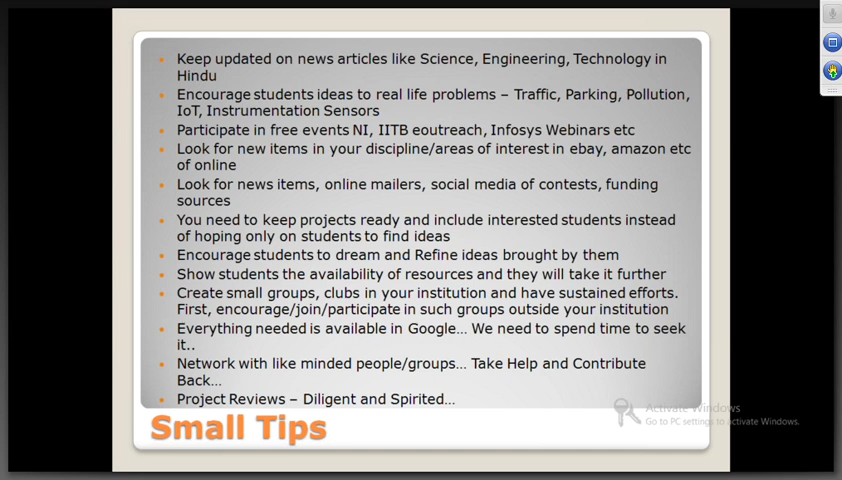 Keep updated on news articles like Science, Engineering, Technology in
Hindu
Encourage students ideas to real life problems – Traffic, Parking, Pollution,
IoT, Instrumentation Sensors
Participate in free events NI, IITB eoutreach, Infosys Webinars etc
Look for new items in your discipline/areas of interest in ebay, amazon etc
of online
Look for news items, online mailers, social media of contests, funding
sources
You need to keep projects ready and include interested students instead
of hoping only on students to find ideas
Encourage students to dream and Refine ideas brought by them
Show students the availability of resources and they will take it further
Create small groups, clubs in your institution and have sustained efforts.
First, encourage/join/participate in such groups outside your institution
Everything needed is available in Google... We need to spend time to seek
it..
Network with like minded people/groups... Take Help and Contribute
Back...
Project Reviews – Diligent and Spirited...
Small Tips
Activate Windows
Go to PC settings to activate Windows.